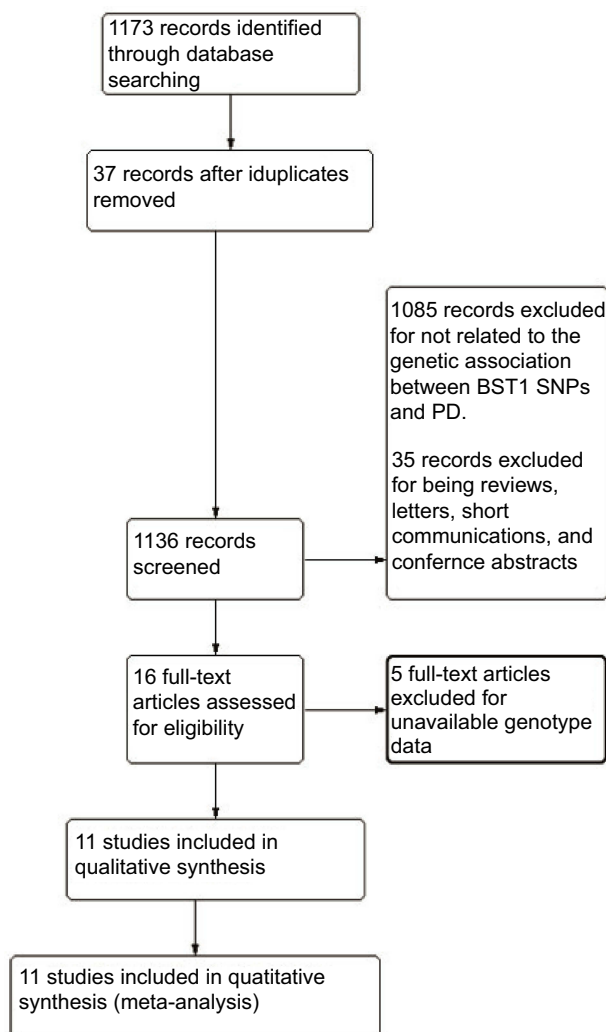 1173 records identified
through database
searching
37 records after iduplicates
removed
1085 records excluded
for not related to the
genetic association
between BST1 SNPs
and PD.
35 records excluded
for being reviews,
letters, short
communications, and
confernce abstracts
1136 records
screened
16 full-text
articles assessed
for eligibility
5 full-text articles
excluded for
unavailable genotype
data
11 studies included in
qualitative synthesis
11 studies included in quatitative
synthesis (meta-analysis)